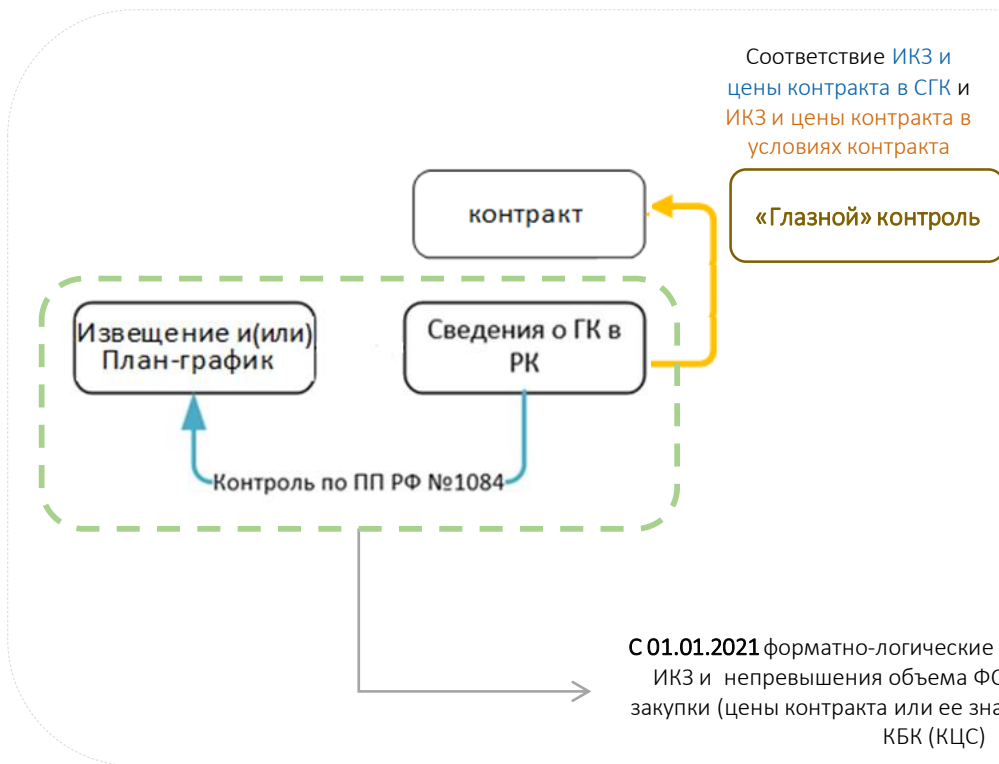 Соответствие ИКЗ и
цены контракта в СГК и
ИКЗ и цены контракта в
условиях контракта
контракт
«Глазной» контроль
Извещение и(или)
План-график
Сведения о ГК в
РК
Контроль по ПП РФ №1084
С 01.01.2021 форматно-логические
ИКЗ и непревышения объема
закупки (цены контракта или ее
КБК (КЦС)